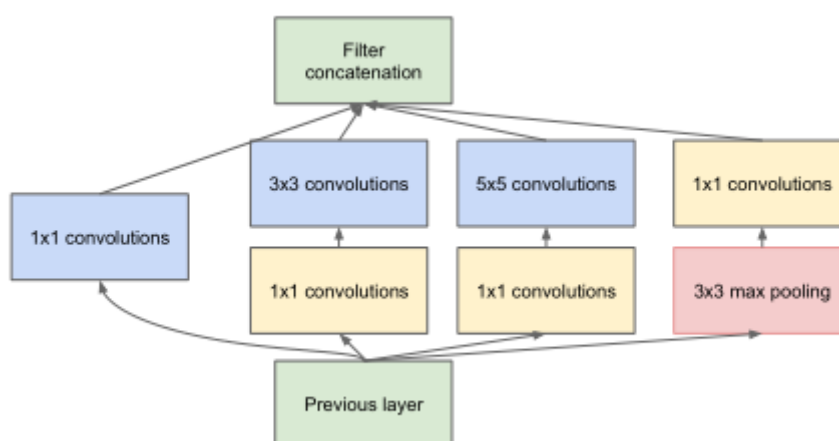 Filter
concatenation
3x3 convolutions
5x5 convolutions
1x1 convolutions
1x1 convolutions
1x1 convolutions
1x1 convolutions
3x3 max pooling
Previous layer